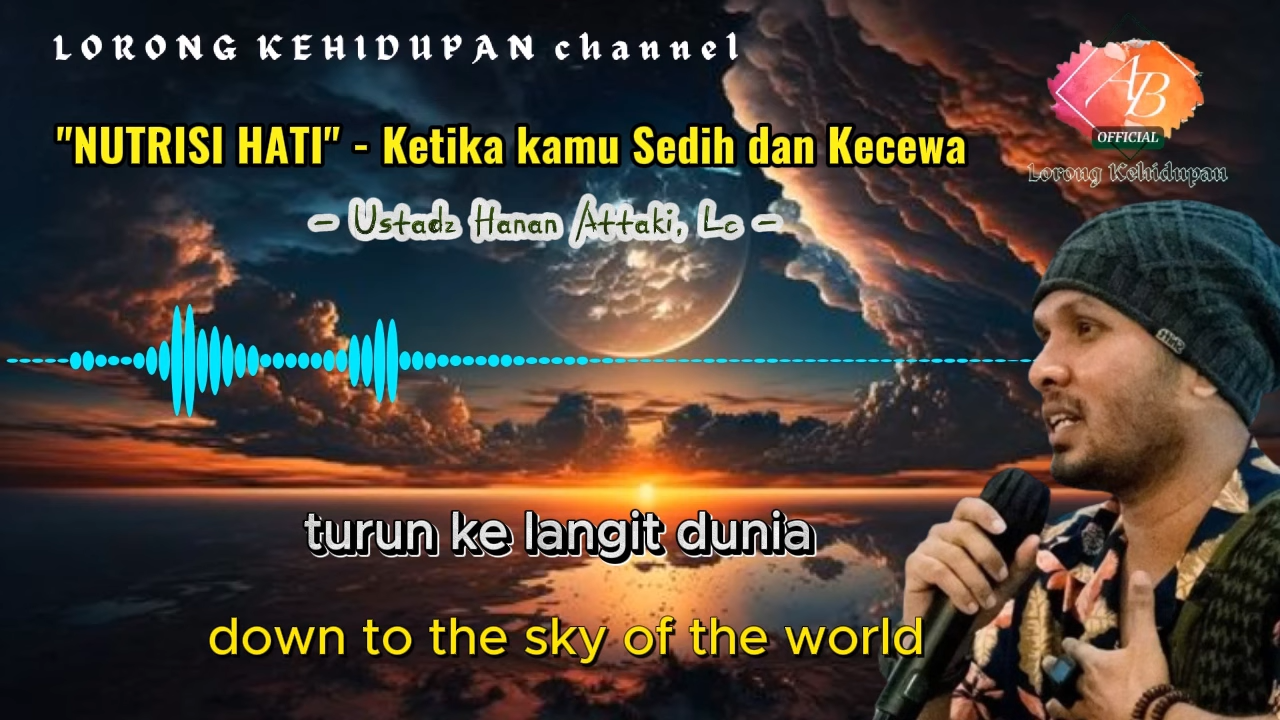 LORONG KEHIDUPAN channel
AB
OFFICIAL
Lorong Kehidupan
"NUTRISI HATI" - Ketika kamu Sedih dan Kecewa
- Ustadz Hanan Attaki, Lc -
turun ke langit dunia
down to the sky of the world